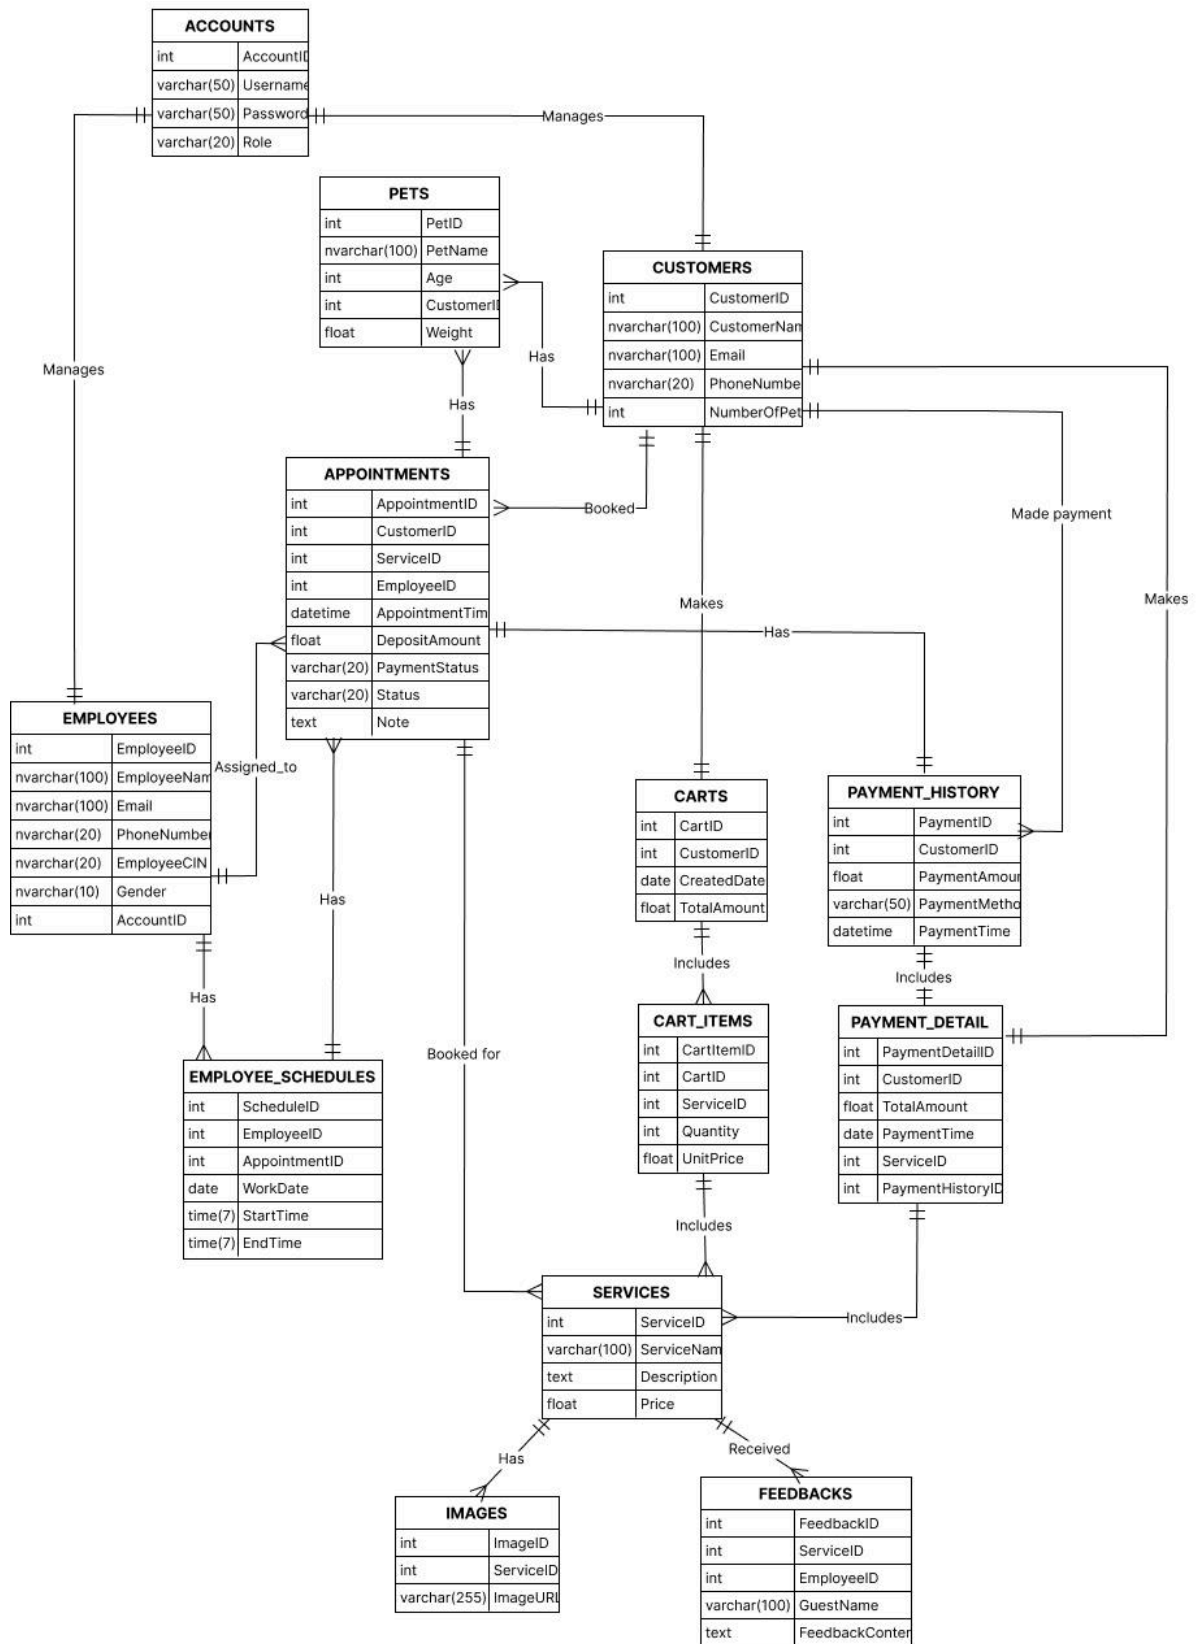 ACCOUNTS
int AccountID
varchar(50) Username
varchar(50) Password
varchar(20) Role
Manages
PETS
int PetID
nvarchar(100) PetName
int Age
int CustomerI
float Weight
CUSTOMERS
int CustomerID
nvarchar(100) CustomerNam
nvarchar(100) Email
nvarchar(20) PhoneNumbe
int NumberOfPet
Has
Manages
Has
APPOINTMENTS
int AppointmentID
int CustomerID
int ServiceID
int EmployeeID
datetime AppointmentTim
float DepositAmount
varchar(20) PaymentStatus
varchar(20) Status
text Note
Booked
Made payment
Makes
Makes
Has
EMPLOYEES
int EmployeeID
nvarchar(100) EmployeeNam
nvarchar(100) Email
nvarchar(20) PhoneNumber
nvarchar(20) EmployeeCIN
nvarchar(10) Gender
int AccountID
Assigned_to
CARTS
int CartID
int CustomerID
date CreatedDate
float TotalAmount
PAYMENT_HISTORY
int PaymentID
int CustomerID
float PaymentAmour
varchar(50) PaymentMetho
datetime PaymentTime
Has
Includes
Includes
Has
CART_ITEMS
int CartItemID
int CartID
int ServiceID
int Quantity
float UnitPrice
PAYMENT_DETAIL
int PaymentDetailID
int CustomerID
float TotalAmount
date PaymentTime
int ServiceID
int PaymentHistoryID
Booked for
EMPLOYEE_SCHEDULES
int ScheduleID
int EmployeeID
int AppointmentID
date WorkDate
time(7) StartTime
time(7) EndTime
Includes
SERVICES
int ServiceID
varchar(100) ServiceNam
text Description
float Price
Includes
Has
Received
IMAGES
int ImageID
int ServiceID
varchar(255) ImageURL
FEEDBACKS
int FeedbackID
int ServiceID
int EmployeeID
varchar(100) GuestName
text FeedbackConter